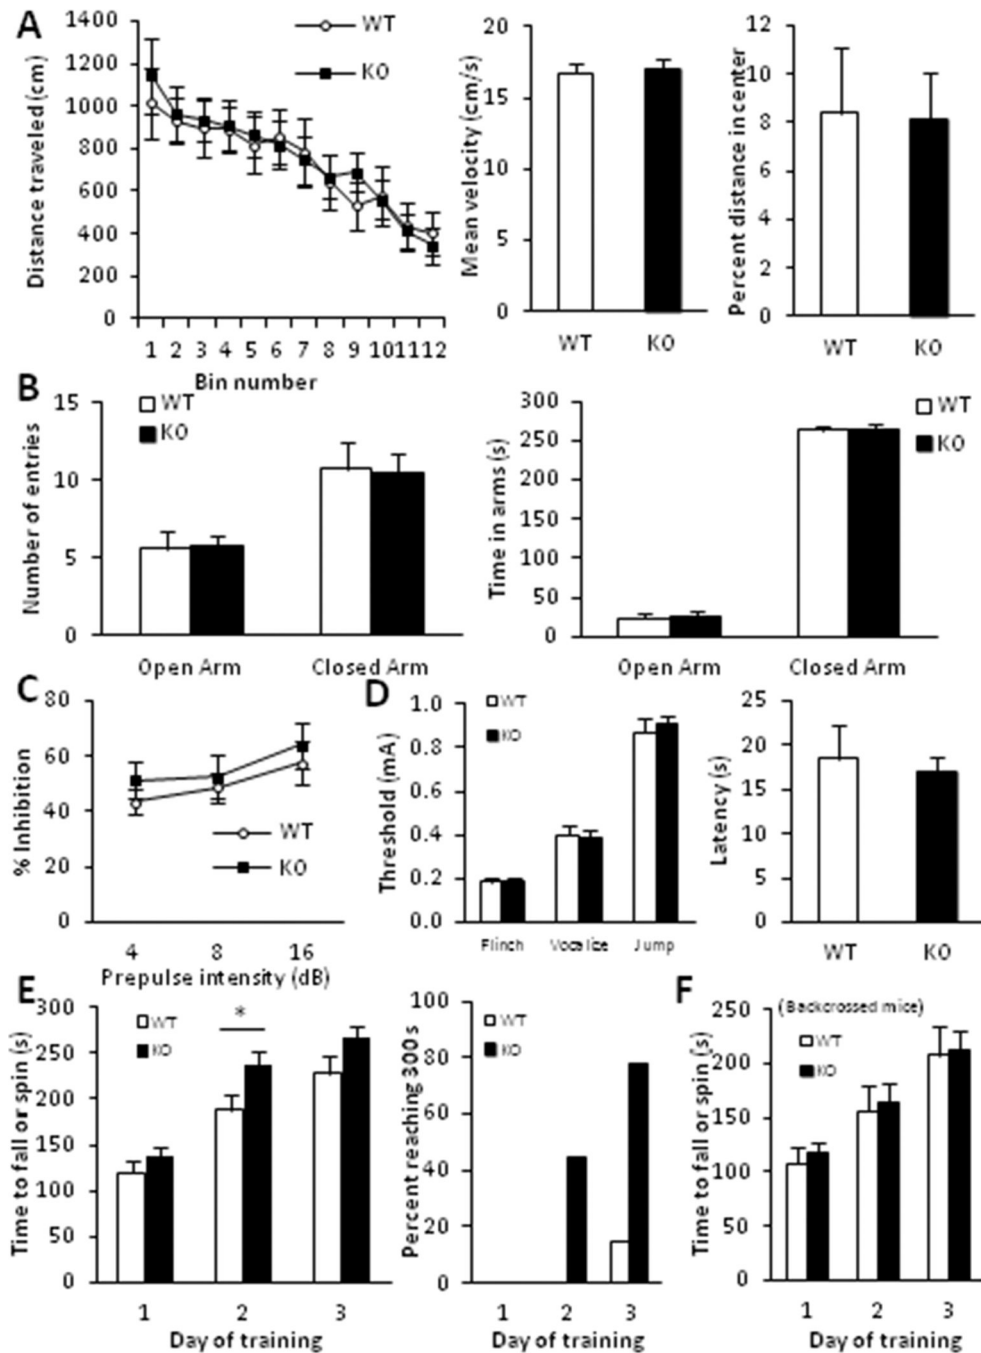 A
Distance traveled (cm)
1400
1200
1000
800
600
400
200
0
WT
KO
1 2 3 4 5 6 7 8 9 10 11 12
Bin number
Mean velocity (cm/s)
20
15
10
5
0
WT KO
Percent distance in center
12
10
8
6
4
2
0
WT KO
B
Number of entries
15
10
5
0
WT
KO
Open Arm Closed Arm
Time in arms (s)
300
250
200
150
100
50
0
WT
KO
Open Arm Closed Arm
C
% Inhibition
80
60
40
20
0
WT
KO
4 8 16
Prepulse intensity (dB)
D
Threshold (mA)
1.0
0.8
0.6
0.4
0.2
0.0
WT
KO
Flinch Vocalize Jump
Latency (s)
25
20
15
10
5
0
WT KO
E
Time to fall or spin (s)
300
250
200
150
100
50
0
WT
KO
*
1 2 3
Day of training
Percent reaching 300s
100
80
60
40
20
0
1 2 3
Day of training
F
(Backcrossed mice)
Time to fall or spin (s)
250
200
150
100
50
0
WT
KO
1 2 3
Day of training